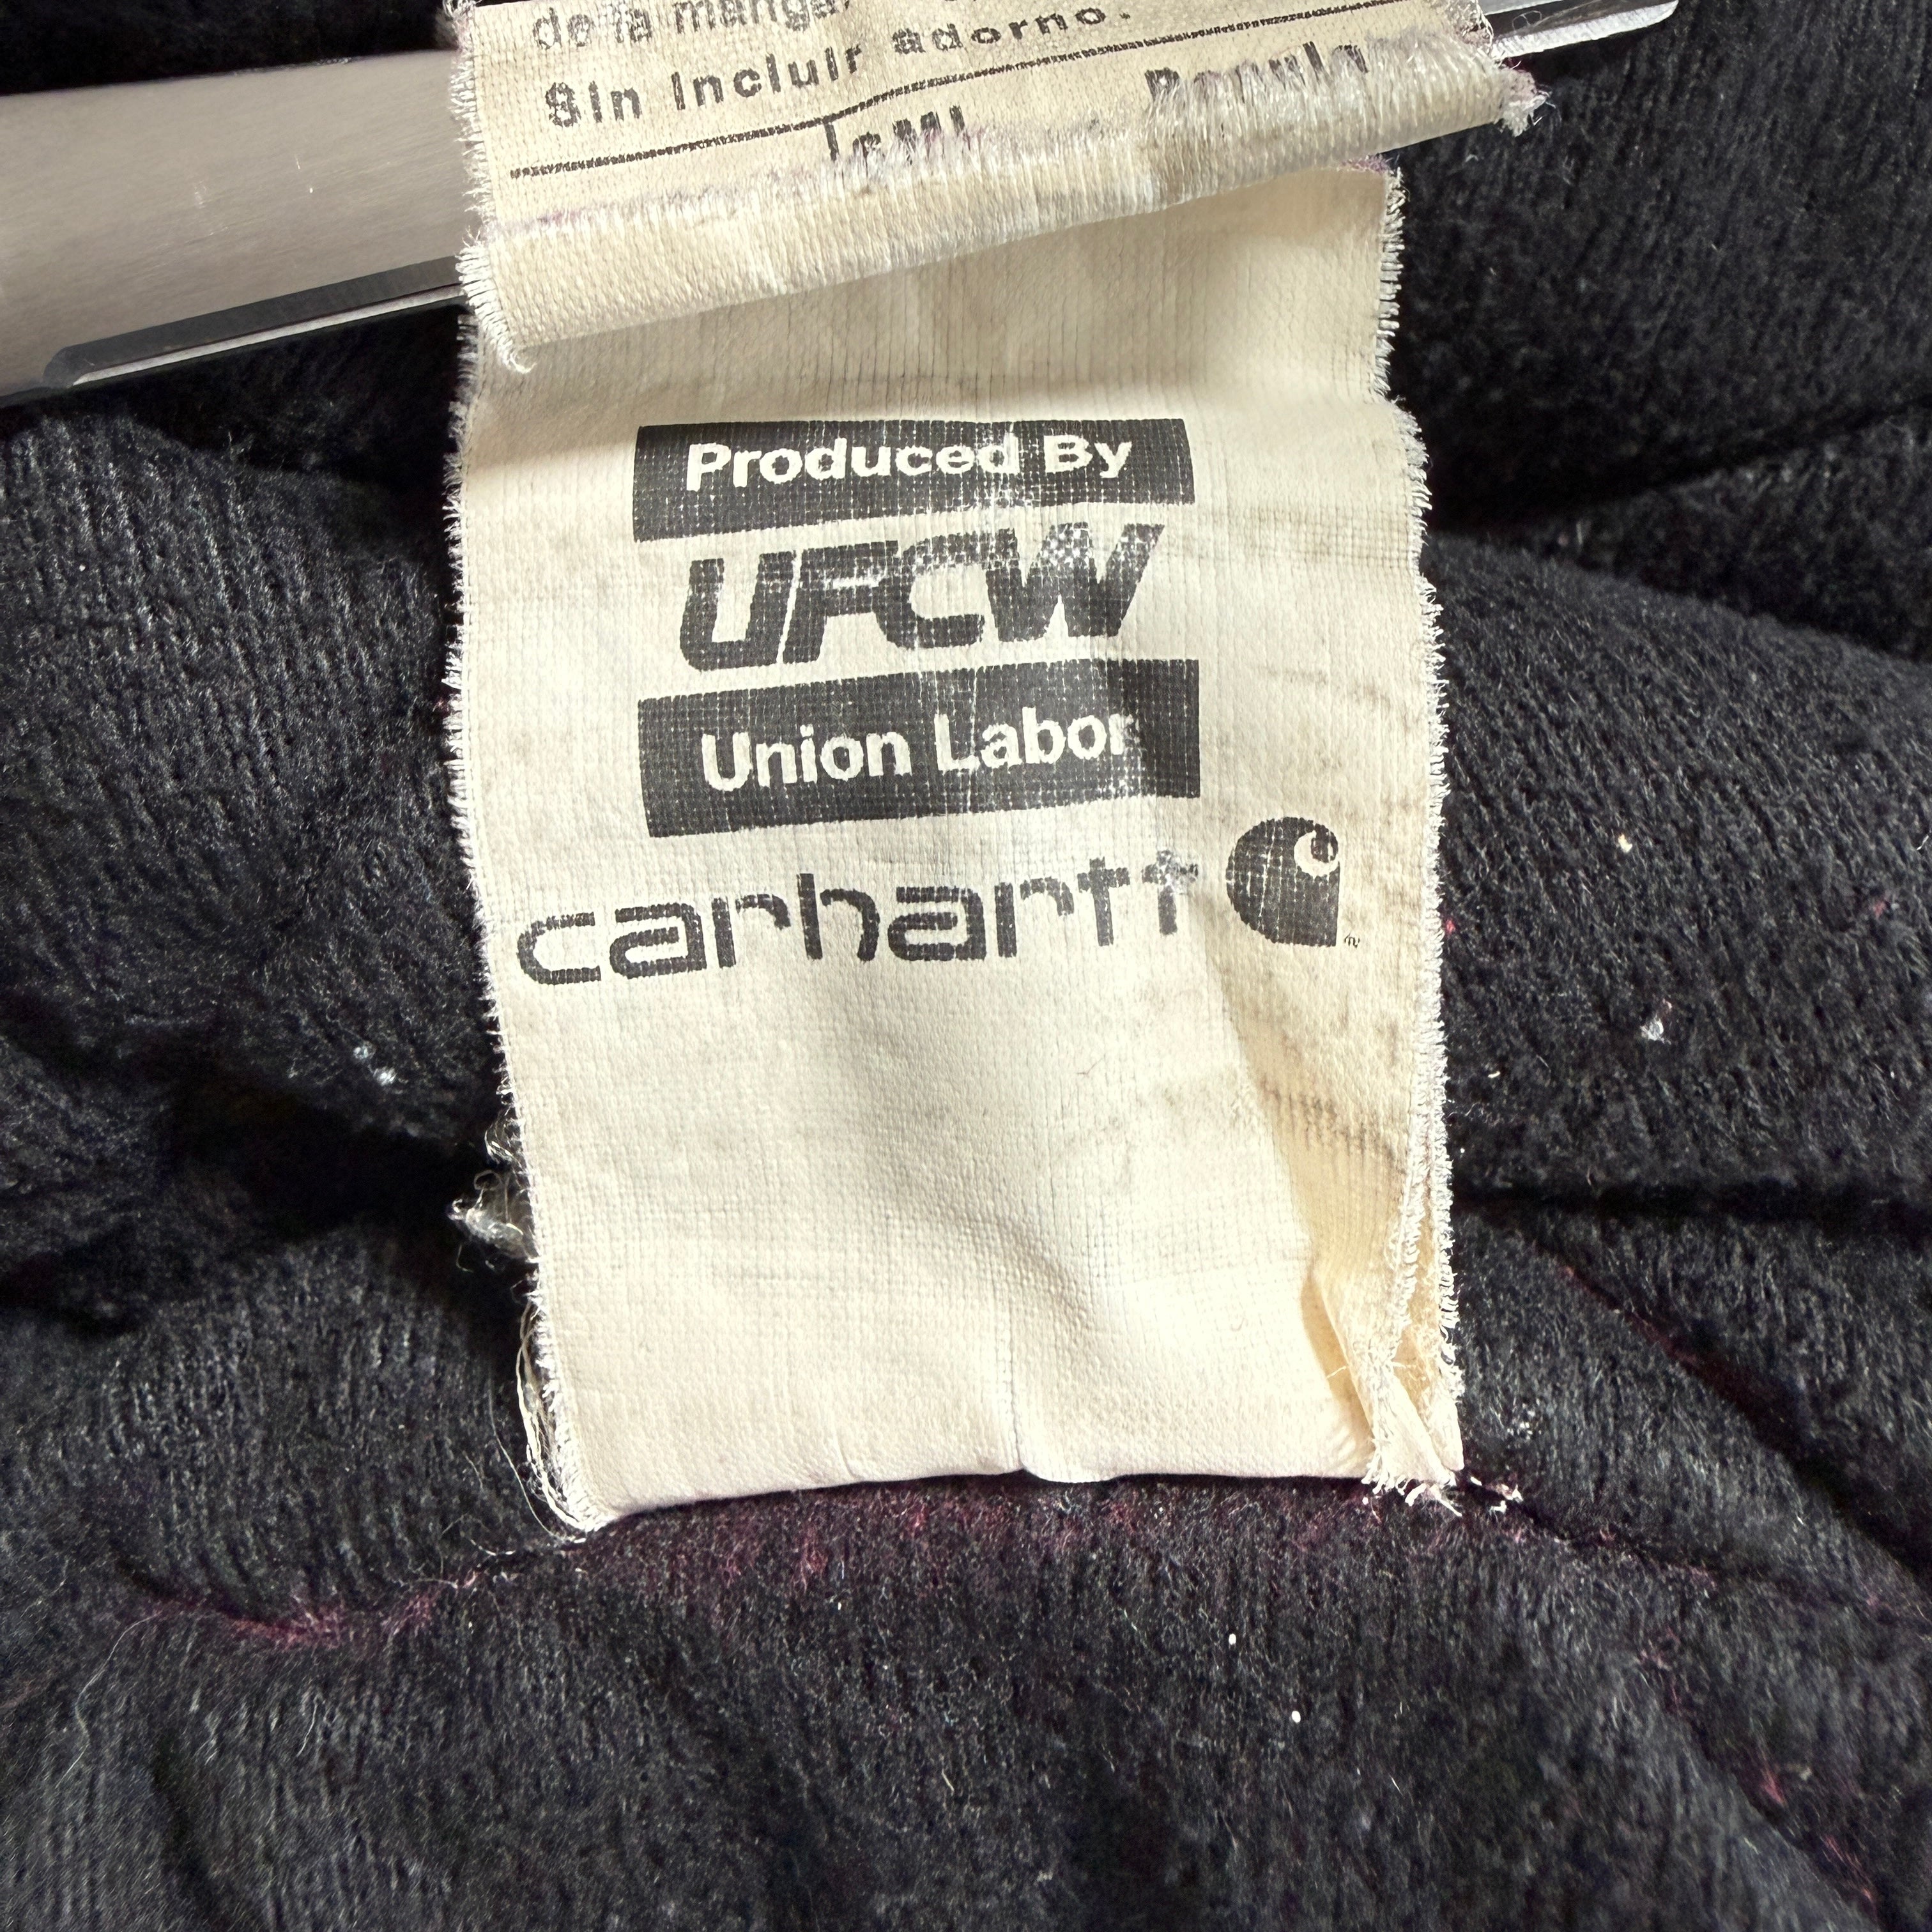 de la manga.
Sin incluir adorno.
Produced By
UFCW
Union Labor
carhartt